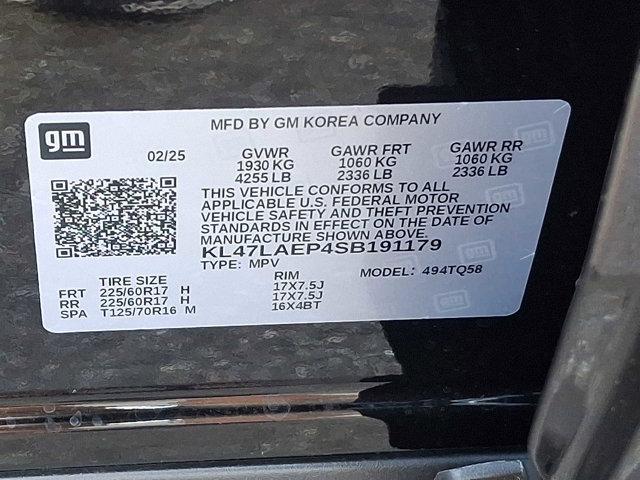 gm
MFD BY GM KOREA COMPANY
02/25 GVWR GAWR FRT GAWR RR
1930 KG 1060 KG 1060 KG
4255 LB 2336 LB 2336 LB
THIS VEHICLE CONFORMS TO ALL
APPLICABLE U.S. FEDERAL MOTOR
VEHICLE SAFETY AND THEFT PREVENTION
STANDARDS IN EFFECT ON THE DATE OF
MANUFACTURE SHOWN ABOVE.
KL47LAEP4SB191179
TYPE: MPV MODEL: 494TQ58
TIRE SIZE RIM
FRT 225/60R17 H 17X7.5J
RR 225/60R17 H 17X7.5J
SPA T125/70R16 M 16X4BT